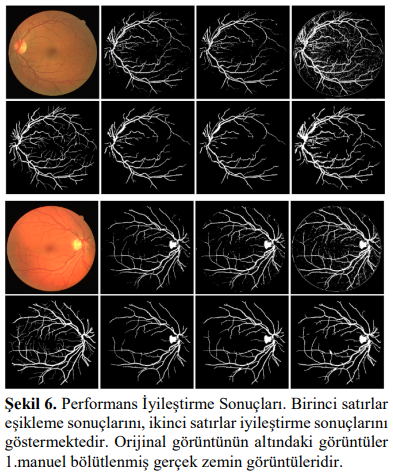 Şekil 6. Performans İyileştirme Sonuçları. Birinci satırlar
eşikleme sonuçlarını, ikinci satırlar iyileştirme sonuçlarını
göstermektedir. Orijinal görüntünün altındaki görüntüler
1.manuel bölütlenmiş gerçek zemin görüntüleridir.